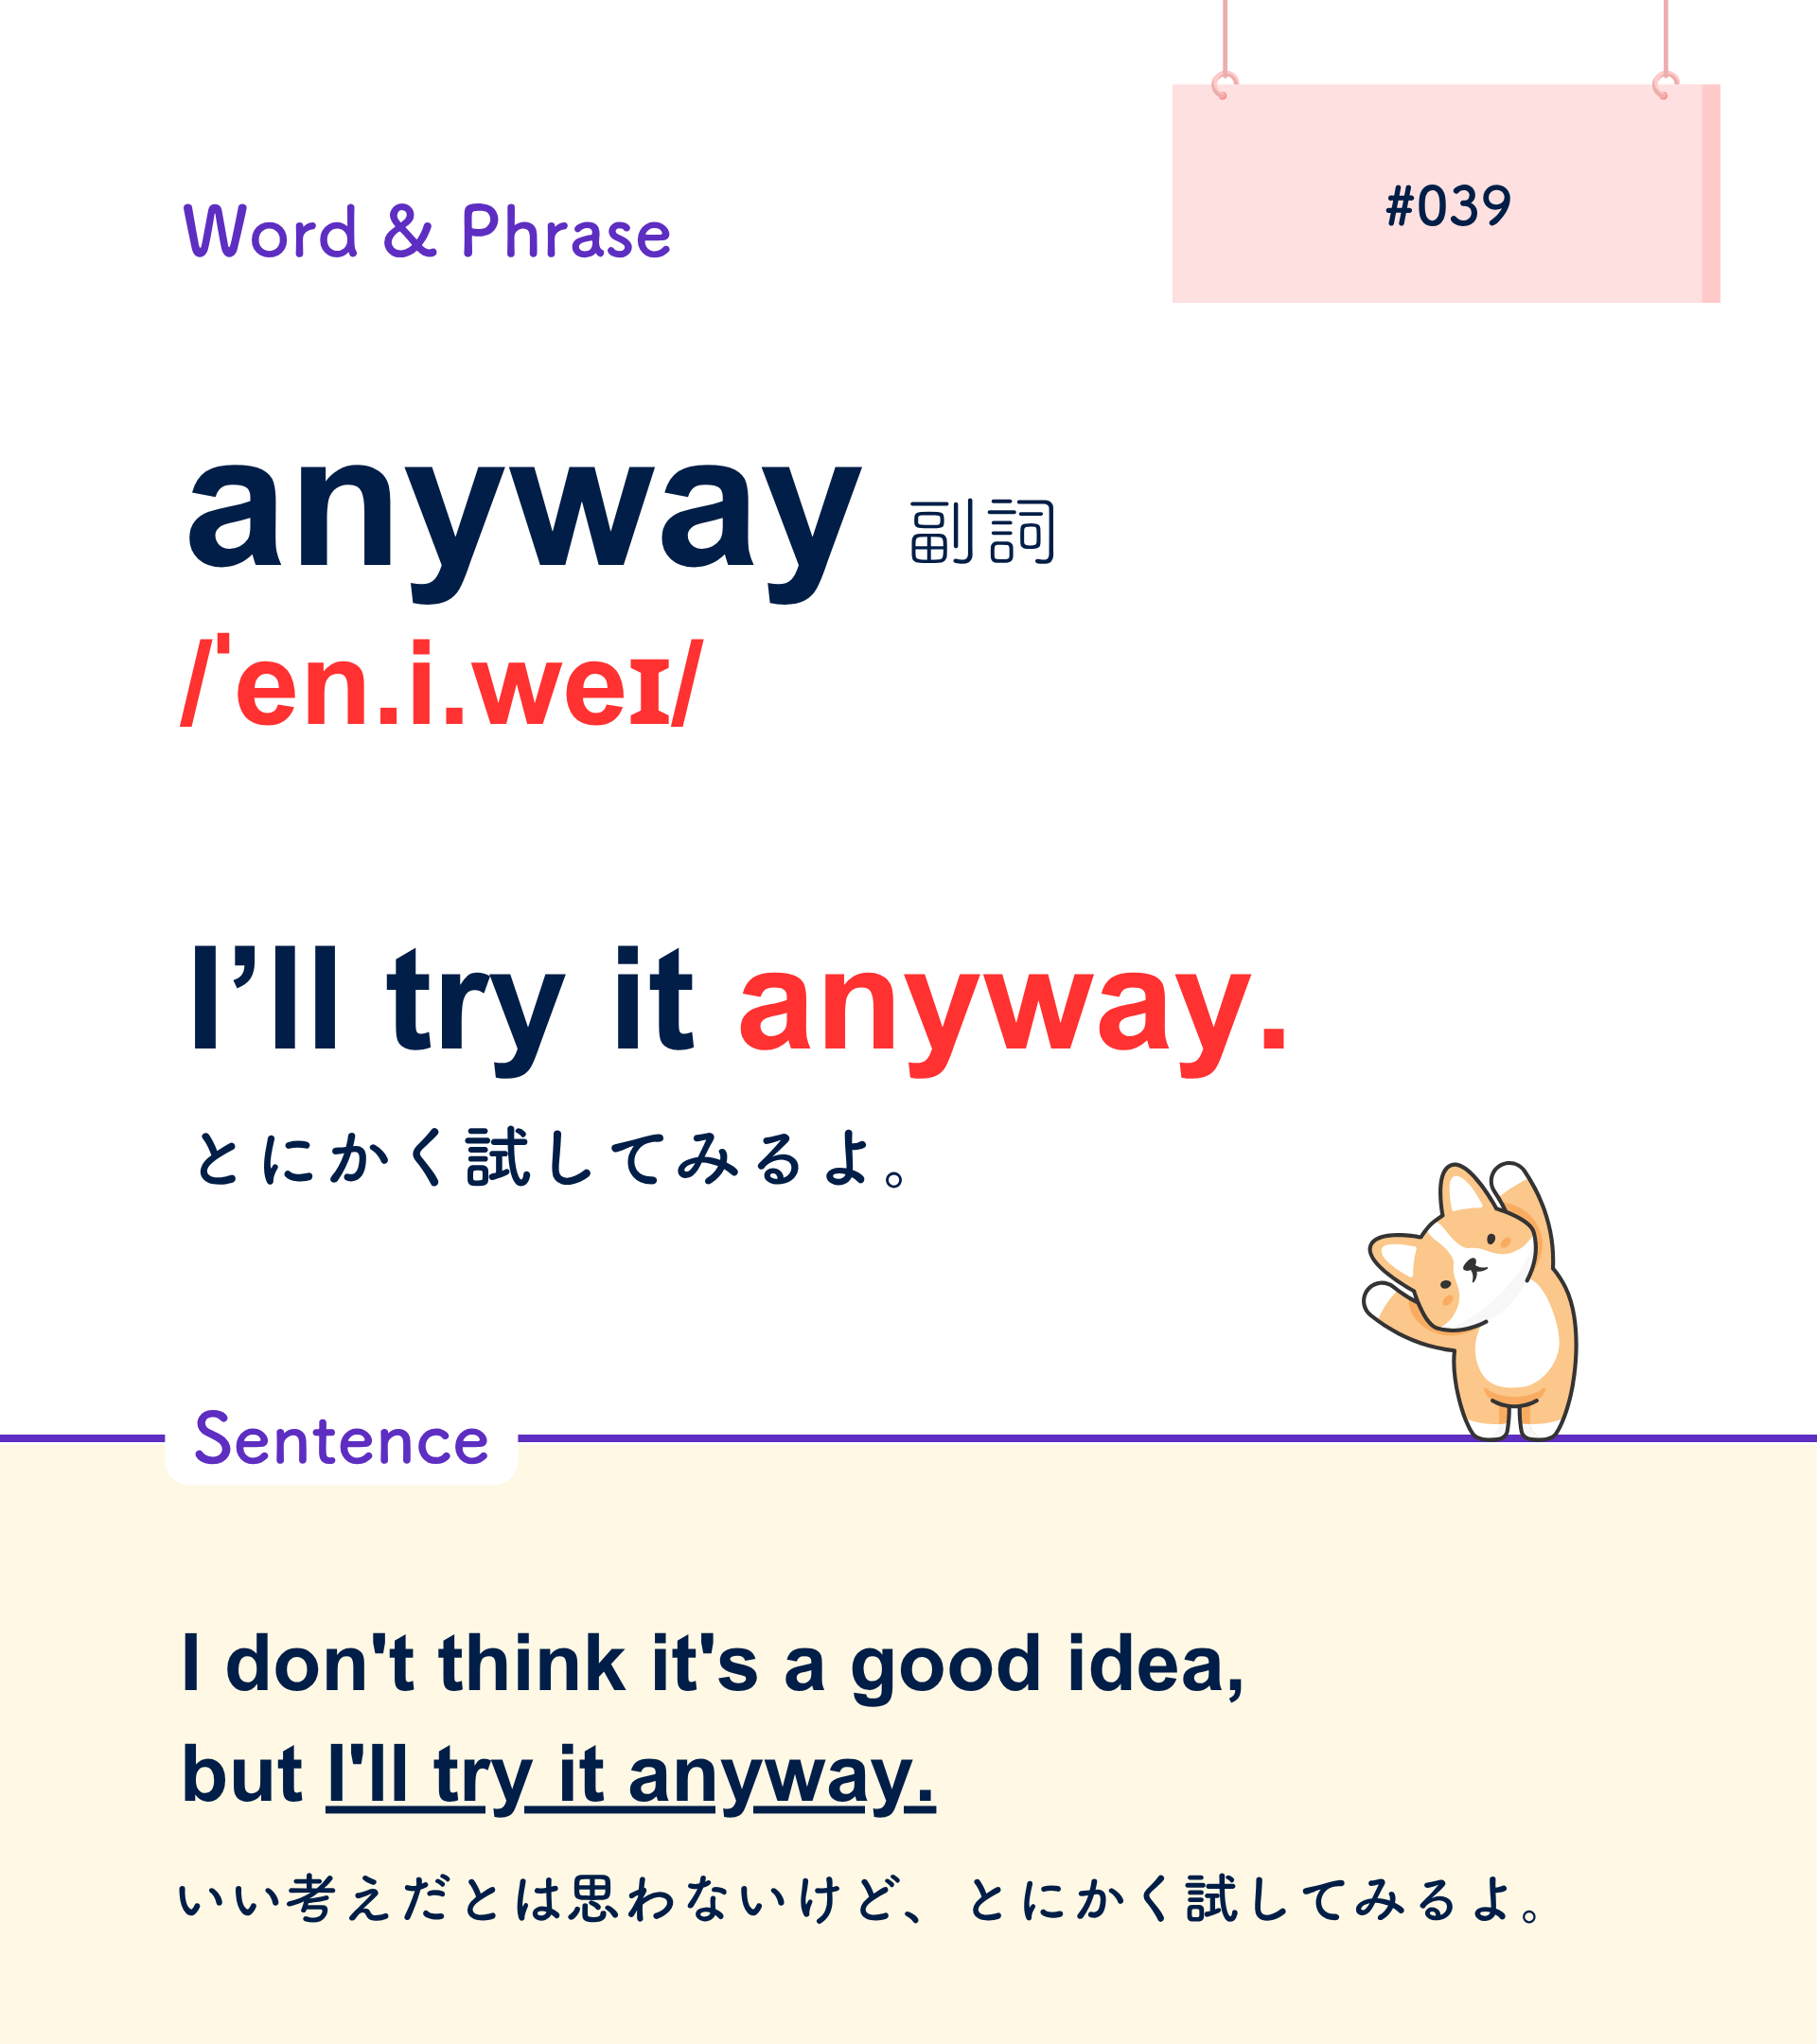 Word & Phrase
#039
anyway 副詞
/ˈen.i.weɪ/
I’ll try it anyway.
とにかく試してみるよ。
Sentence
I don't think it's a good idea,
but I'll try it anyway.
いい考えだとは思わないけど、とにかく試してみるよ。